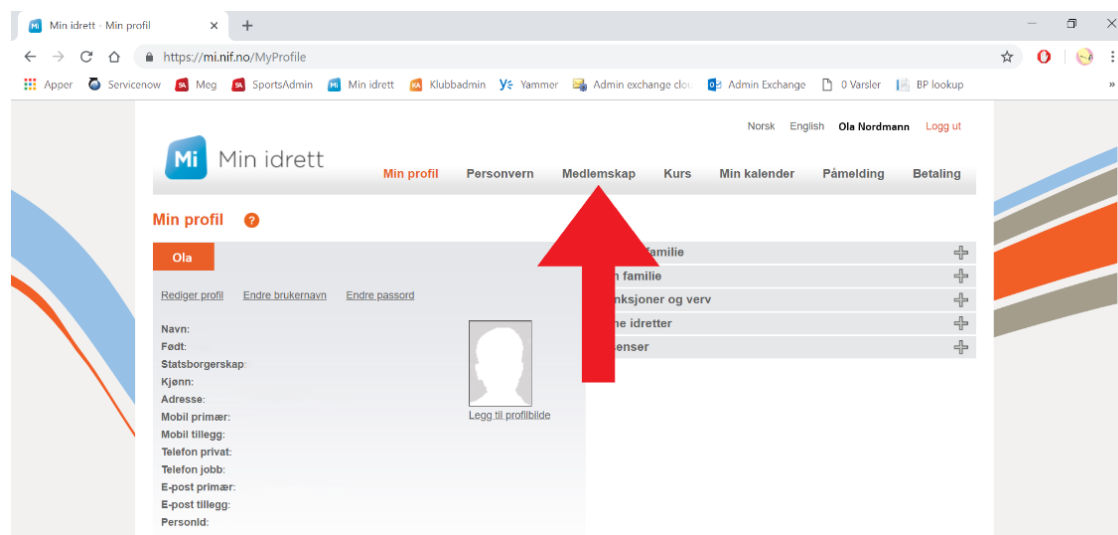 Min idrett - Min profil
https://mi.nif.no/MyProfile
Apper Servicenow Meg SportsAdmin Min idrett Klubbadmin Yammer Admin exchange clou Admin Exchange 0 Varsler BP lookup
Norsk English Ola Nordmann Logg ut
Mi Min idrett
Min profil Personvern Medlemskap Kurs Min kalender Påmelding Betaling
Min profil ?
Ola
familie
familie
og verv
idretter
Rediger profil Endre brukernavn Endre passord
Navn:
Født:
Statsborgerskap:
Kjønn:
Adresse:
Mobil primær:
Mobil tillegg:
Telefon privat:
Telefon jobb:
E-post primær:
E-post tillegg:
PersonId:
Legg til profilbilde